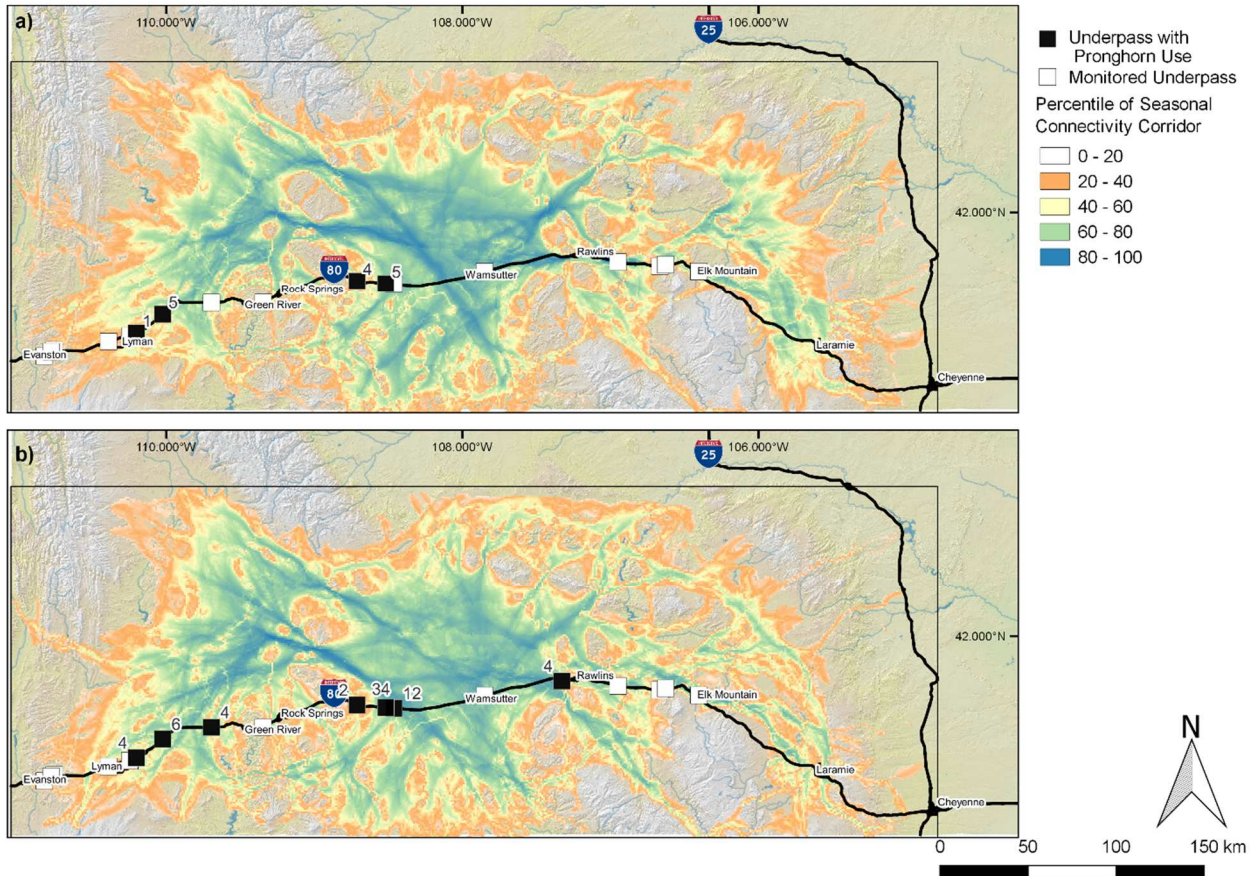 a)
110.000°W
108.000°W
106.000°W
25
42.000°N
80
4
5
Rawlins
Wamsutter
Elk Mountain
Rock Springs
Green River
5
1
Lyman
Evanston
Laramie
Cheyenne
b)
110.000°W
108.000°W
106.000°W
25
42.000°N
4
Rawlins
2
34
12
Wamsutter
Elk Mountain
Rock Springs
4
Green River
6
4
Lyman
Evanston
Laramie
Cheyenne
Underpass with
Pronghorn Use
Monitored Underpass
Percentile of Seasonal
Connectivity Corridor
0 - 20
20 - 40
40 - 60
60 - 80
80 - 100
N
0 50 100 150 km